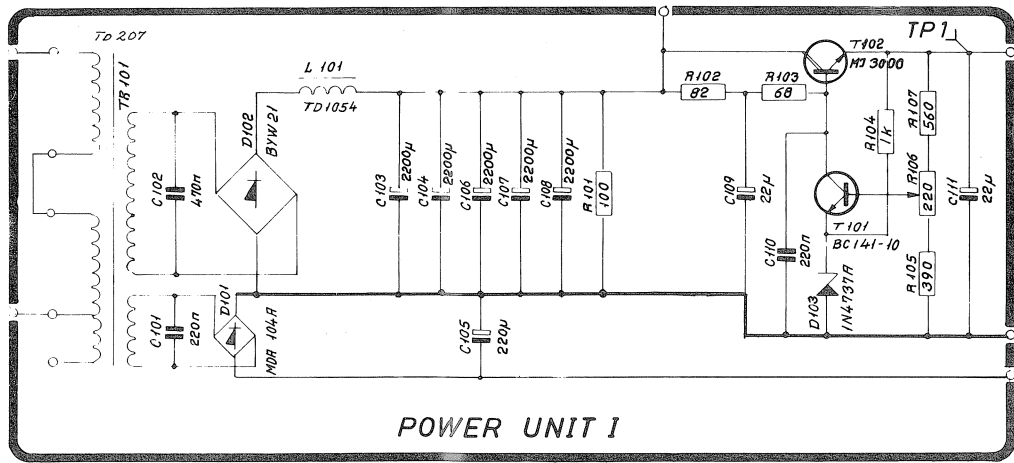 TD 207
TR 101
L 101
TD1054
D102
BYW 21
C102
470n
C103
2200µ
C104
2200µ
C106
2200µ
C107
2200µ
C108
2200µ
R101
100
R102
82
R103
68
T102
MJ 3000
TP1
R104
1k
R107
560
R106
220
R105
390
C109
22µ
C110
220n
T101
BC141-10
D103
1N4737A
C111
22µ
C101
220n
D101
MDA 104A
C105
220µ
POWER UNIT I